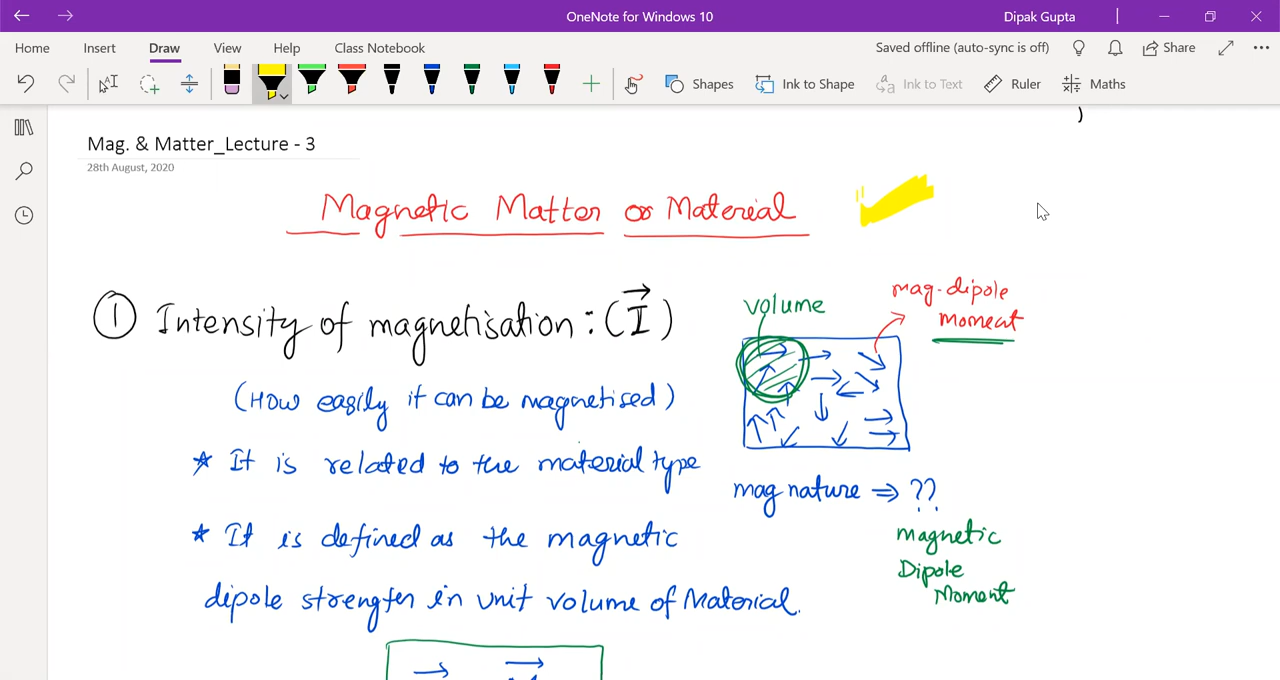 OneNote for Windows 10
Dipak Gupta
Home Insert Draw View Help Class Notebook
Saved offline (auto-sync is off)
Share
Shapes
Ink to Shape
Ink to Text
Ruler
Maths
Mag. & Matter_Lecture - 3
28th August, 2020
Magnetic Matter or Material
① Intensity of magnetisation : (I⃗)
(How easily it can be magnetised)
* It is related to the material type
* It is defined as the magnetic
dipole strength in unit volume of Material.
volume
mag. dipole
moment
mag nature ⇒ ??
magnetic
Dipole
Moment